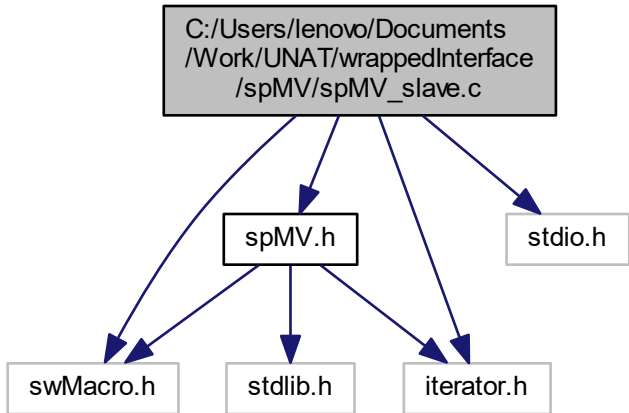 C:/Users/lenovo/Documents
/Work/UNAT/wrappedInterface
/spMV/spMV_slave.c
spMV.h
stdio.h
swMacro.h
stdlib.h
iterator.h